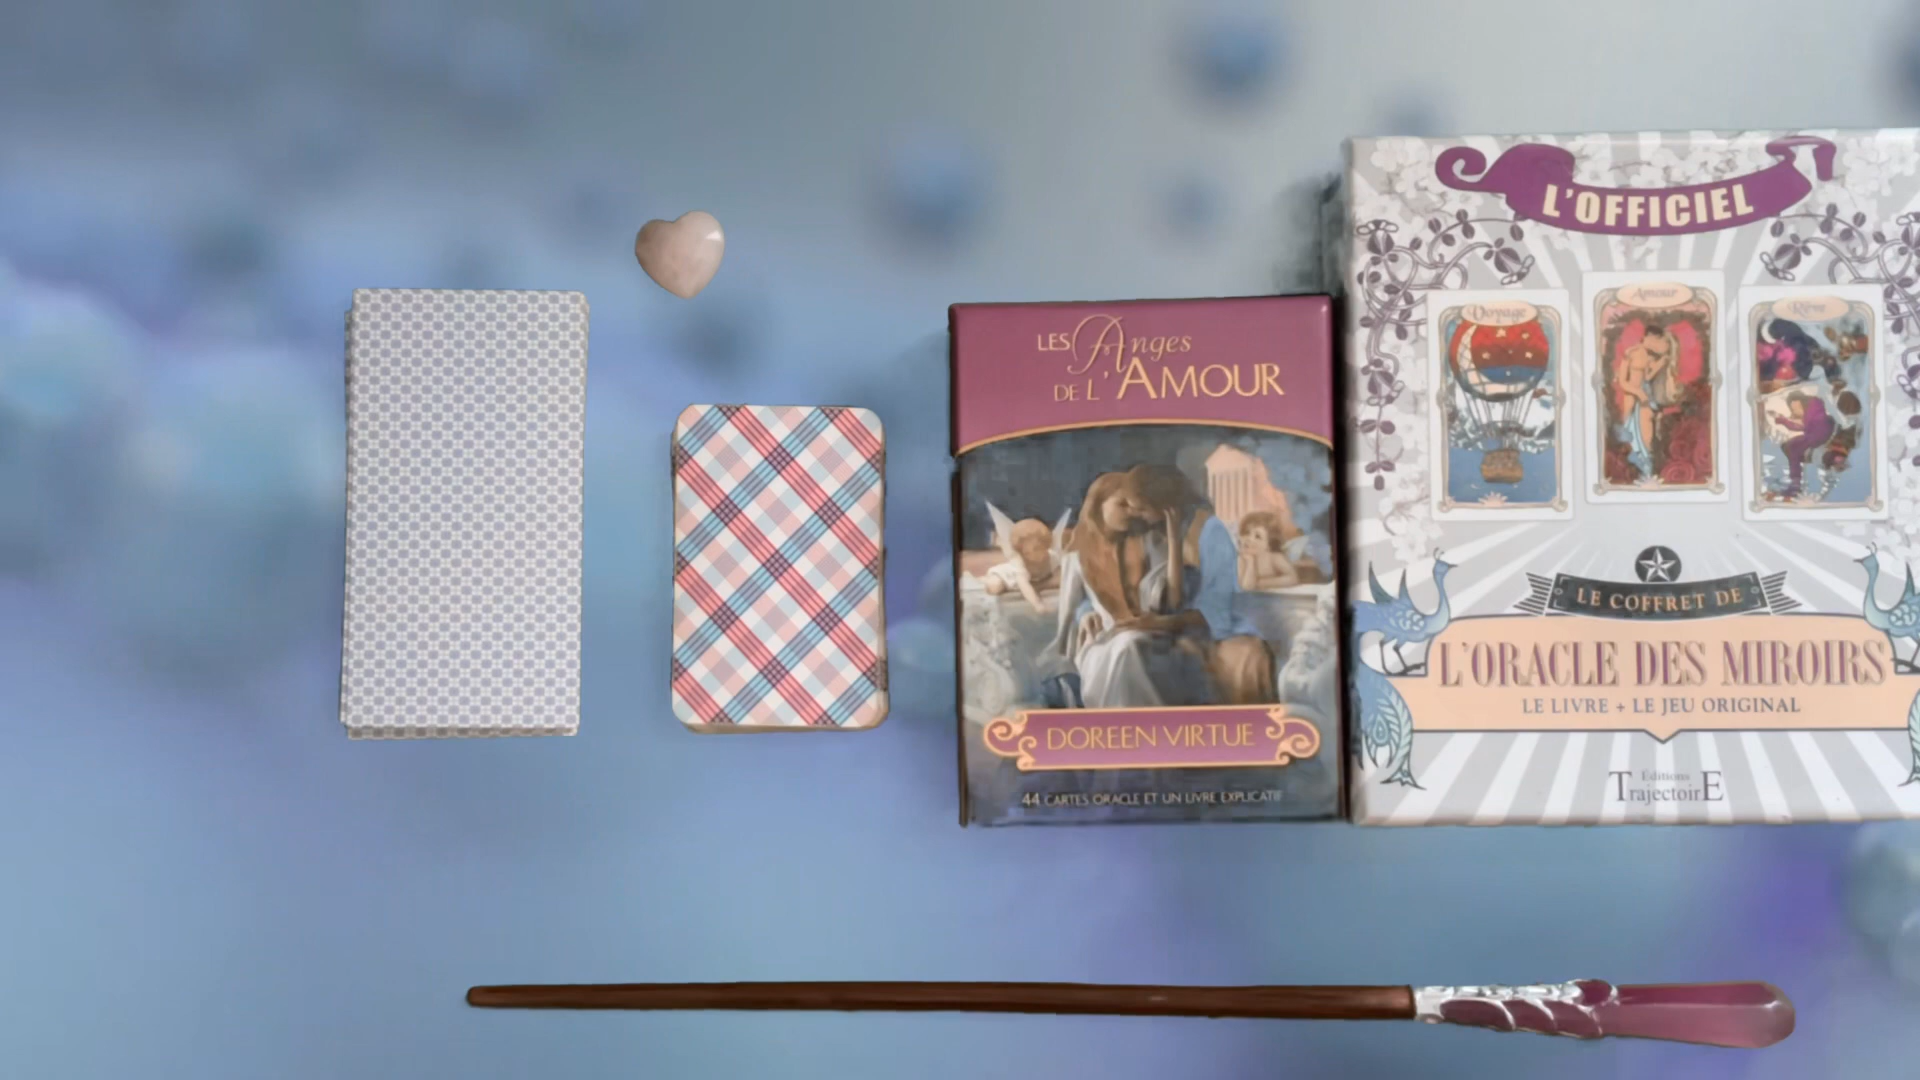 LES Anges
DE L'AMOUR
DOREEN VIRTUE
44 CARTES ORACLE ET UN LIVRE EXPLICATIF
L'OFFICIEL
Voyage
Amour
Rêve
LE COFFRET DE
L'ORACLE DES MIROIRS
LE LIVRE + LE JEU ORIGINAL
Editions
TrajectoirE